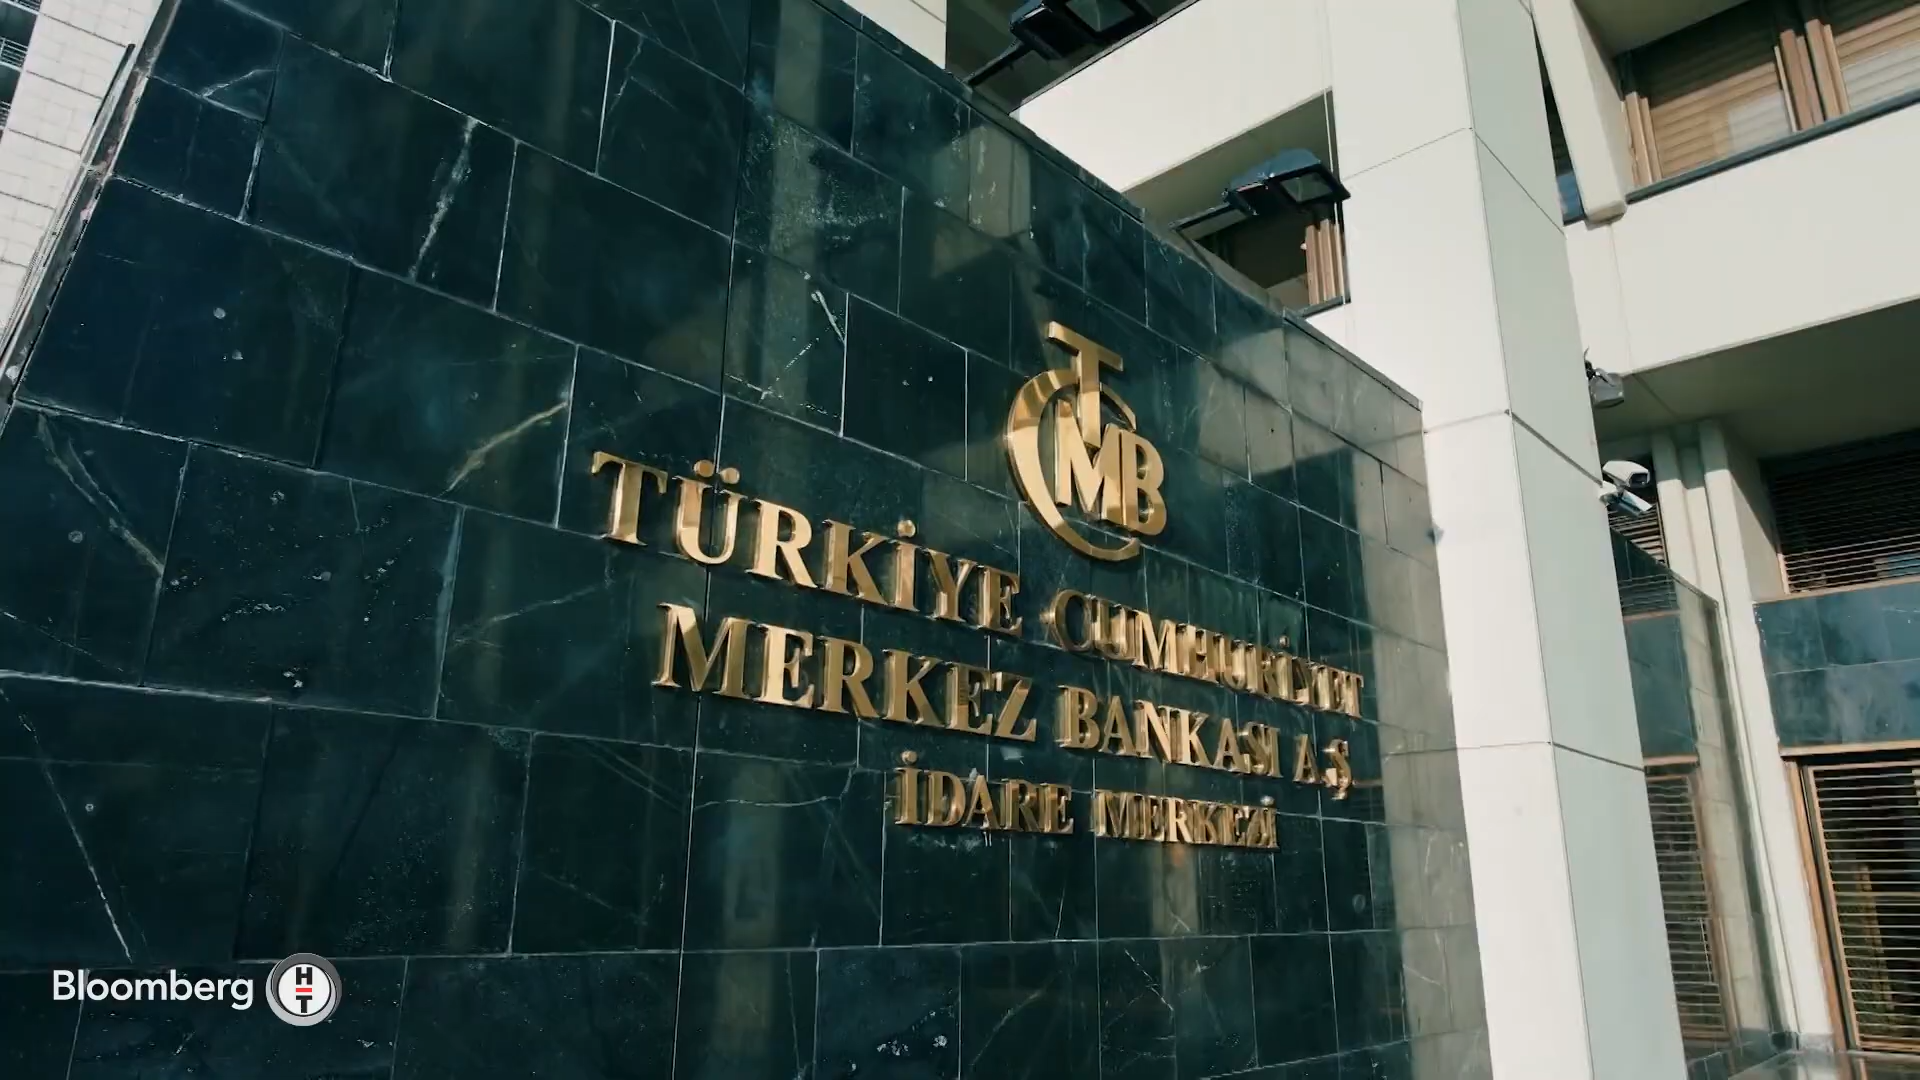 TCMB
TÜRKİYE CUMHURİYET
MERKEZ BANKASI A.Ş
İDARE MERKEZİ
Bloomberg HT